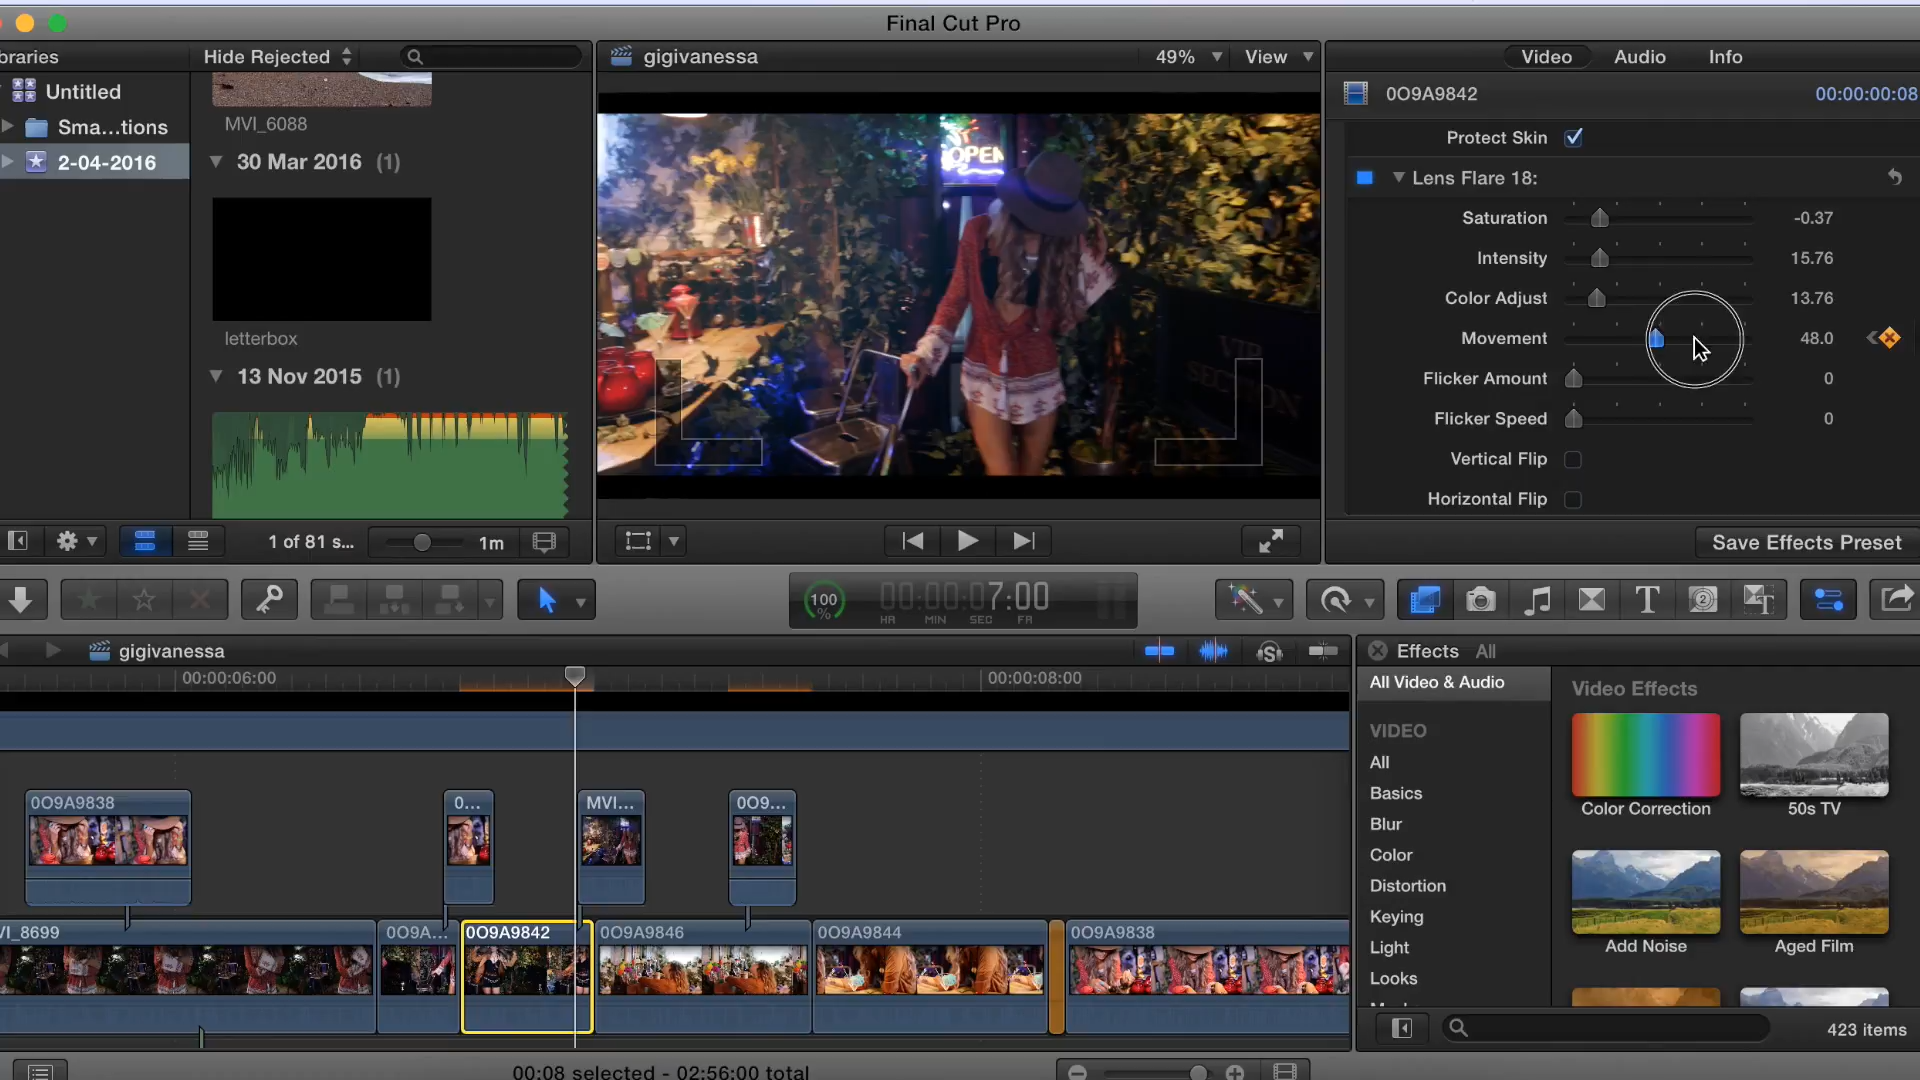 Final Cut Pro
braries
Hide Rejected
Untitled
Sma...tions
2-04-2016
MVI_6088
30 Mar 2016 (1)
letterbox
13 Nov 2015 (1)
1 of 81 s...
1m
gigivanessa
49%
View
OPEN
VIP
SECTION
Video
Audio
Info
0O9A9842
00:00:00:08
Protect Skin
Lens Flare 18:
Saturation -0.37
Intensity 15.76
Color Adjust 13.76
Movement 48.0
Flicker Amount 0
Flicker Speed 0
Vertical Flip
Horizontal Flip
Save Effects Preset
100
%
00:00:07:00
HR MIN SEC FR
T
2
T
gigivanessa
S
00:00:06:00
00:00:08:00
0O9A9838
0...
MVI...
0O9...
VI_8699
0O9A...
0O9A9842
0O9A9846
0O9A9844
0O9A9838
00:08 selected - 02:56:00 total
Effects All
All Video & Audio
VIDEO
All
Basics
Blur
Color
Distortion
Keying
Light
Looks
Video Effects
Color Correction
50s TV
Add Noise
Aged Film
423 items